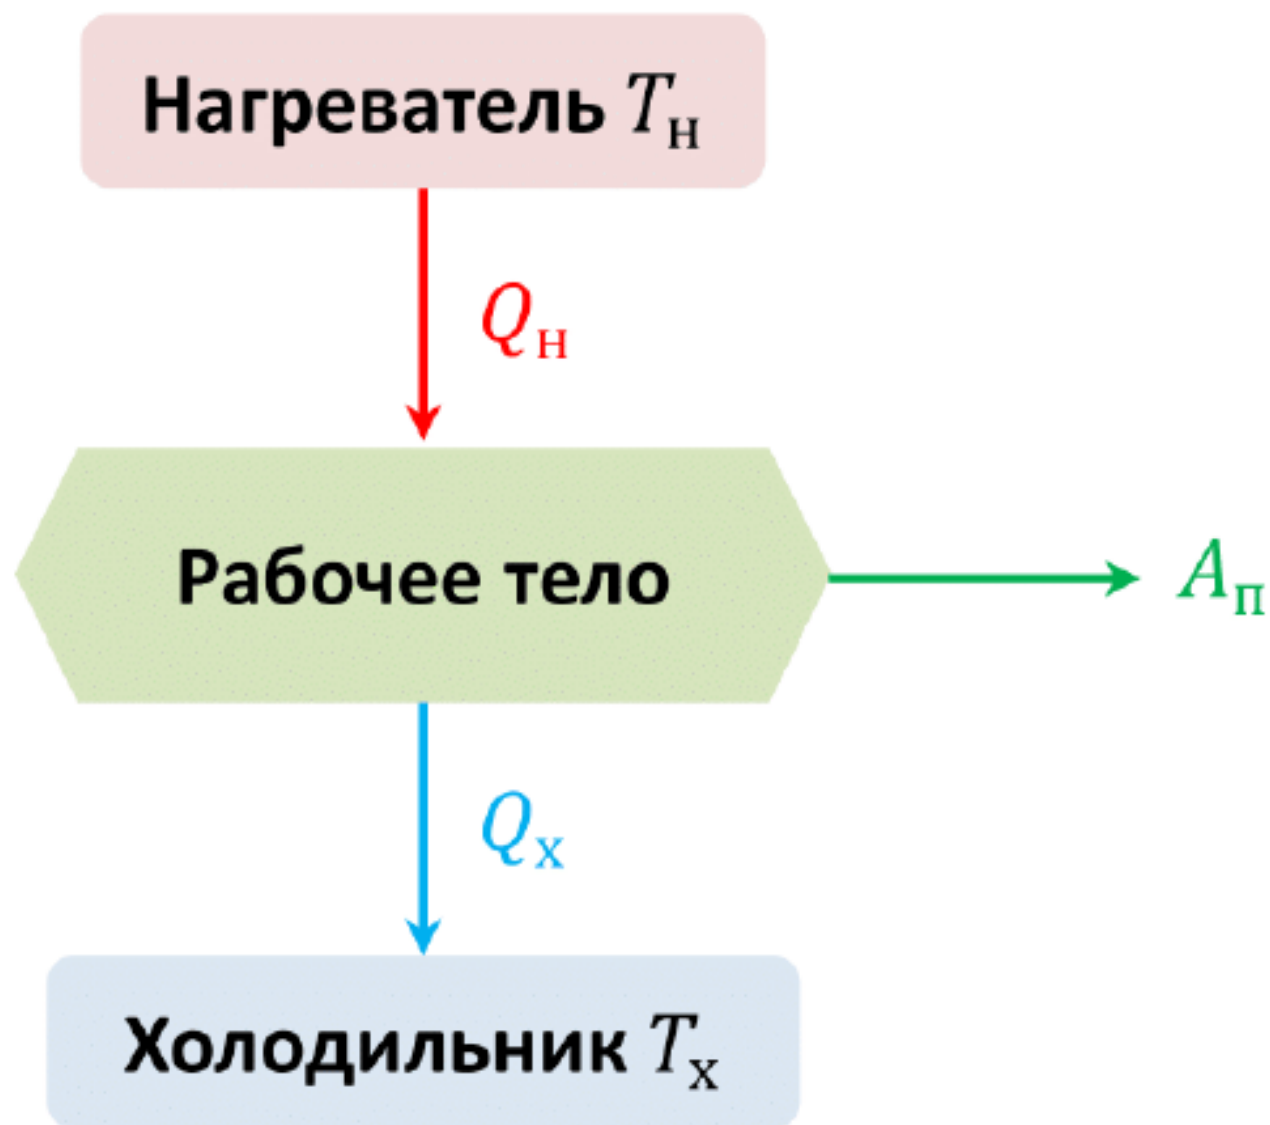 Нагреватель Tн
Qн
Рабочее тело
Aп
Qх
Холодильник Tх